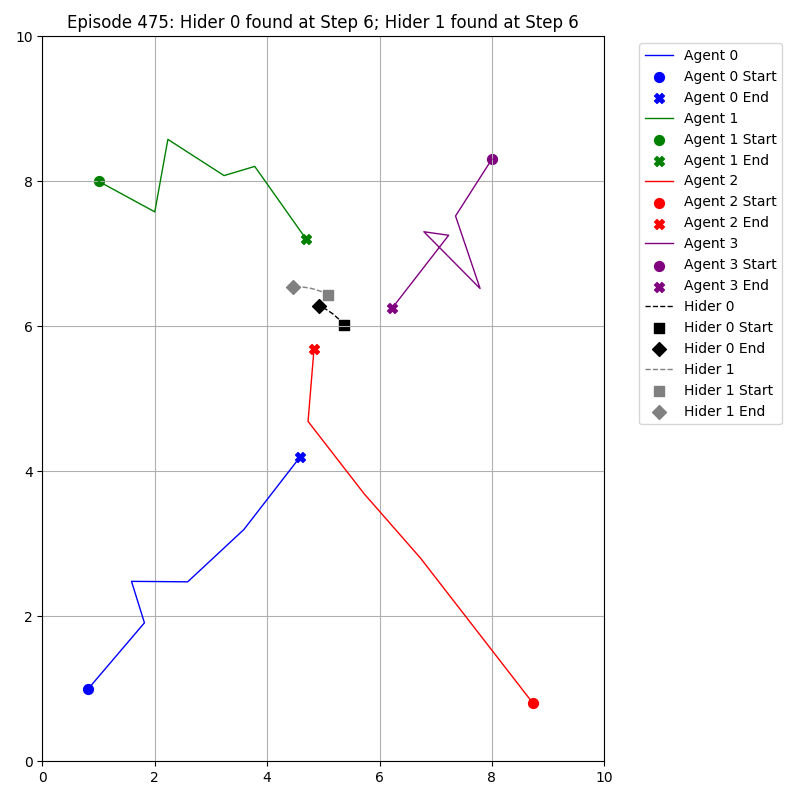 Episode 475: Hider 0 found at Step 6; Hider 1 found at Step 6
10
8
6
4
2
0
0 2 4 6 8 10
Agent 0
Agent 0 Start
Agent 0 End
Agent 1
Agent 1 Start
Agent 1 End
Agent 2
Agent 2 Start
Agent 2 End
Agent 3
Agent 3 Start
Agent 3 End
Hider 0
Hider 0 Start
Hider 0 End
Hider 1
Hider 1 Start
Hider 1 End